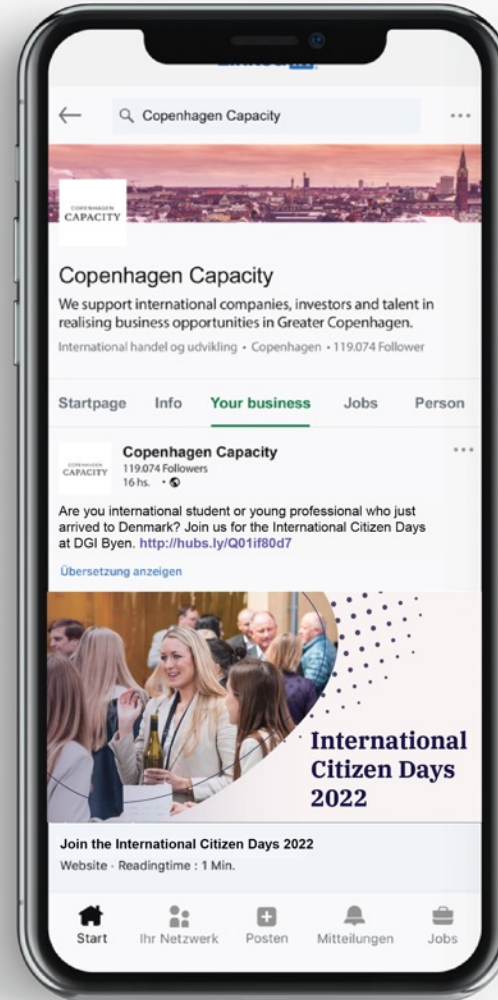 Copenhagen Capacity
COPENHAGEN
CAPACITY
Copenhagen Capacity
We support international companies, investors and talent in
realising business opportunities in Greater Copenhagen.
International handel og udvikling • Copenhagen • 119.074 Follower
Startpage Info Your business Jobs Person
COPENHAGEN
CAPACITY
Copenhagen Capacity
119.074 Followers
16 hs. •
Are you international student or young professional who just
arrived to Denmark? Join us for the International Citizen Days
at DGI Byen. http://hubs.ly/Q01if80d7
Übersetzung anzeigen
International
Citizen Days
2022
Join the International Citizen Days 2022
Website · Readingtime : 1 Min.
Start Ihr Netzwerk Posten Mitteilungen Jobs